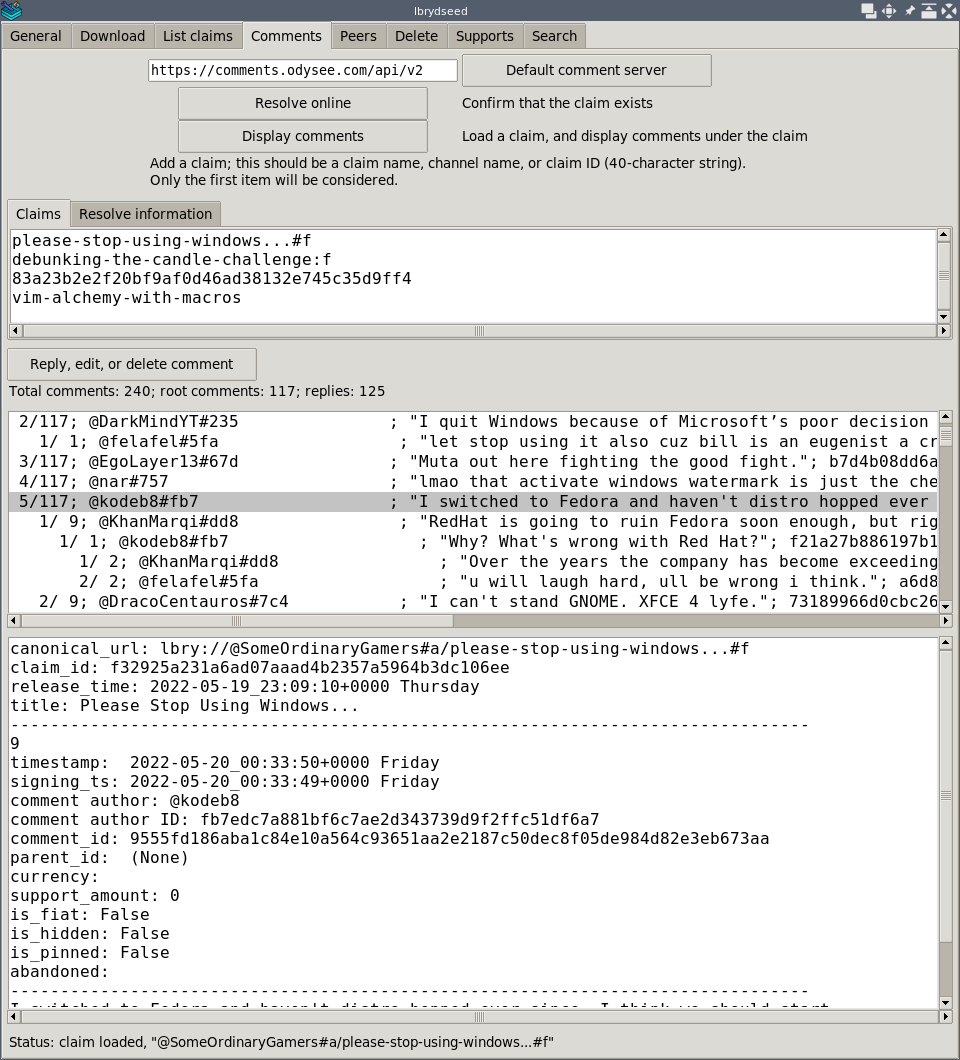 lbrydseed
General Download List claims Comments Peers Delete Supports Search
https://comments.odysee.com/api/v2 Default comment server
Resolve online Confirm that the claim exists
Display comments Load a claim, and display comments under the claim
Add a claim; this should be a claim name, channel name, or claim ID (40-character string).
Only the first item will be considered.
Claims Resolve information
please-stop-using-windows...#f
debunking-the-candle-challenge:f
83a23b2e2f20bf9af0d46ad38132e745c35d9ff4
vim-alchemy-with-macros
Reply, edit, or delete comment
Total comments: 240; root comments: 117; replies: 125
2/117; @DarkMindYT#235 ; "I quit Windows because of Microsoft’s poor decision
1/ 1; @felafel#5fa ; "let stop using it also cuz bill is an eugenist a cr
3/117; @EgoLayer13#67d ; "Muta out here fighting the good fight."; b7d4b08dd6a
4/117; @nar#757 ; "lmao that activate windows watermark is just the che
5/117; @kodeb8#fb7 ; "I switched to Fedora and haven't distro hopped ever
1/ 9; @KhanMarqi#dd8 ; "RedHat is going to ruin Fedora soon enough, but rig
1/ 1; @kodeb8#fb7 ; "Why? What's wrong with Red Hat?"; f21a27b886197b1
1/ 2; @KhanMarqi#dd8 ; "Over the years the company has become exceeding
2/ 2; @felafel#5fa ; "u will laugh hard, ull be wrong i think."; a6d8
2/ 9; @DracoCentauros#7c4 ; "I can't stand GNOME. XFCE 4 lyfe."; 73189966d0cbc26
canonical_url: lbry://@SomeOrdinaryGamers#a/please-stop-using-windows...#f
claim_id: f32925a231a6ad07aaad4b2357a5964b3dc106ee
release_time: 2022-05-19_23:09:10+0000 Thursday
title: Please Stop Using Windows...
--------------------------------------------------------------------------------
9
timestamp:  2022-05-20_00:33:50+0000 Friday
signing_ts: 2022-05-20_00:33:49+0000 Friday
comment author: @kodeb8
comment author ID: fb7edc7a881bf6c7ae2d343739d9f2ffc51df6a7
comment_id: 9555fd186aba1c84e10a564c93651aa2e2187c50dec8f05de984d82e3eb673aa
parent_id:  (None)
currency:
support_amount: 0
is_fiat: False
is_hidden: False
is_pinned: False
abandoned:
--------------------------------------------------------------------------------
I switched to Fedora and haven't distro hopped ever since. I think we should start
Status: claim loaded, "@SomeOrdinaryGamers#a/please-stop-using-windows...#f"